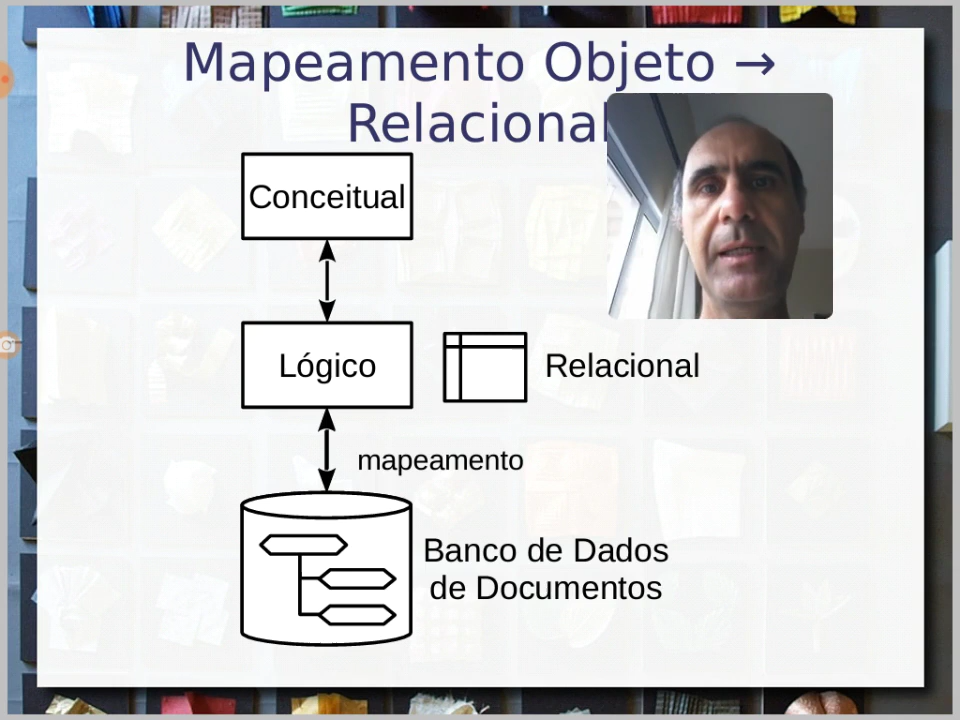 Mapeamento Objeto →
Relacional
Conceitual
Lógico
Relacional
mapeamento
Banco de Dados
de Documentos